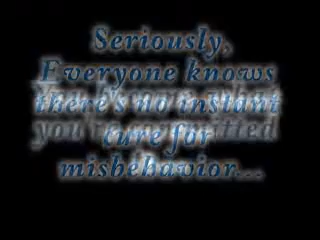 Seriously,
Everyone knows
there's no instant
cure for
misbehavior...